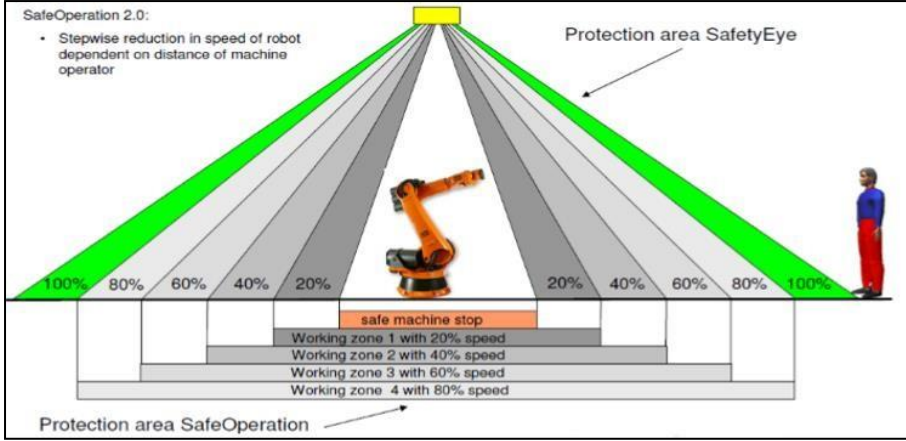 SafeOperation 2.0:
• Stepwise reduction in speed of robot
dependent on distance of machine
operator
Protection area SafetyEye
100% 80% 60% 40% 20% 20% 40% 60% 80% 100%
safe machine stop
Working zone 1 with 20% speed
Working zone 2 with 40% speed
Working zone 3 with 60% speed
Working zone 4 with 80% speed
Protection area SafeOperation